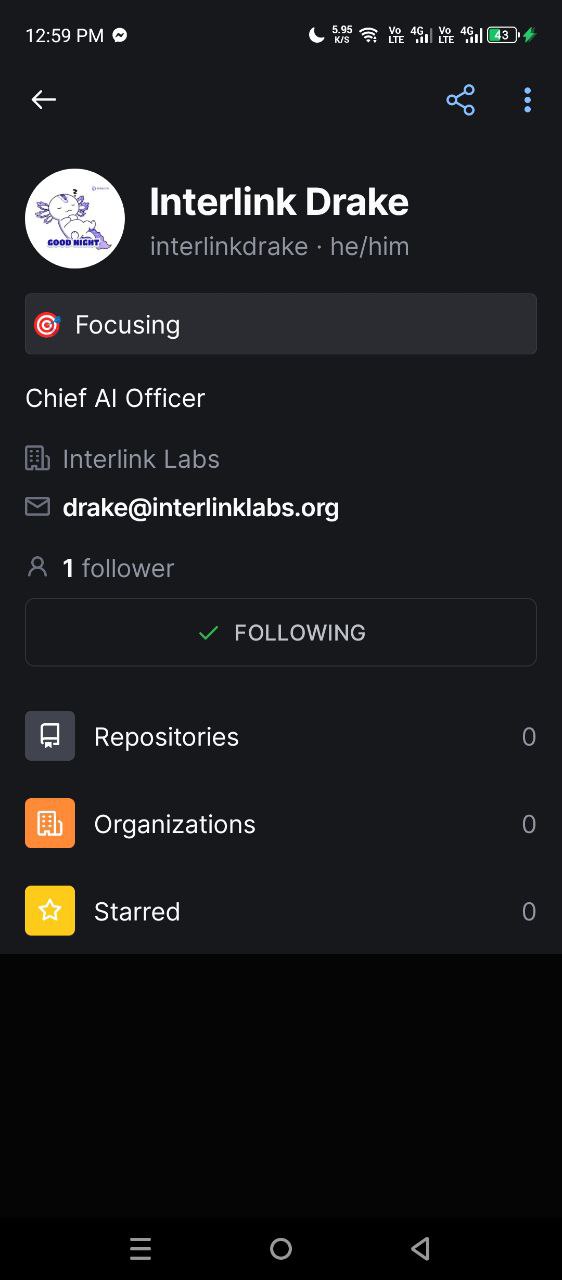 12:59 PM
5.95 K/S
Vo LTE 4G Vo LTE 4G 43
Interlink Drake
interlinkdrake · he/him
GOOD NIGHT
🎯 Focusing
Chief AI Officer
Interlink Labs
drake@interlinklabs.org
1 follower
✓ FOLLOWING
Repositories 0
Organizations 0
Starred 0